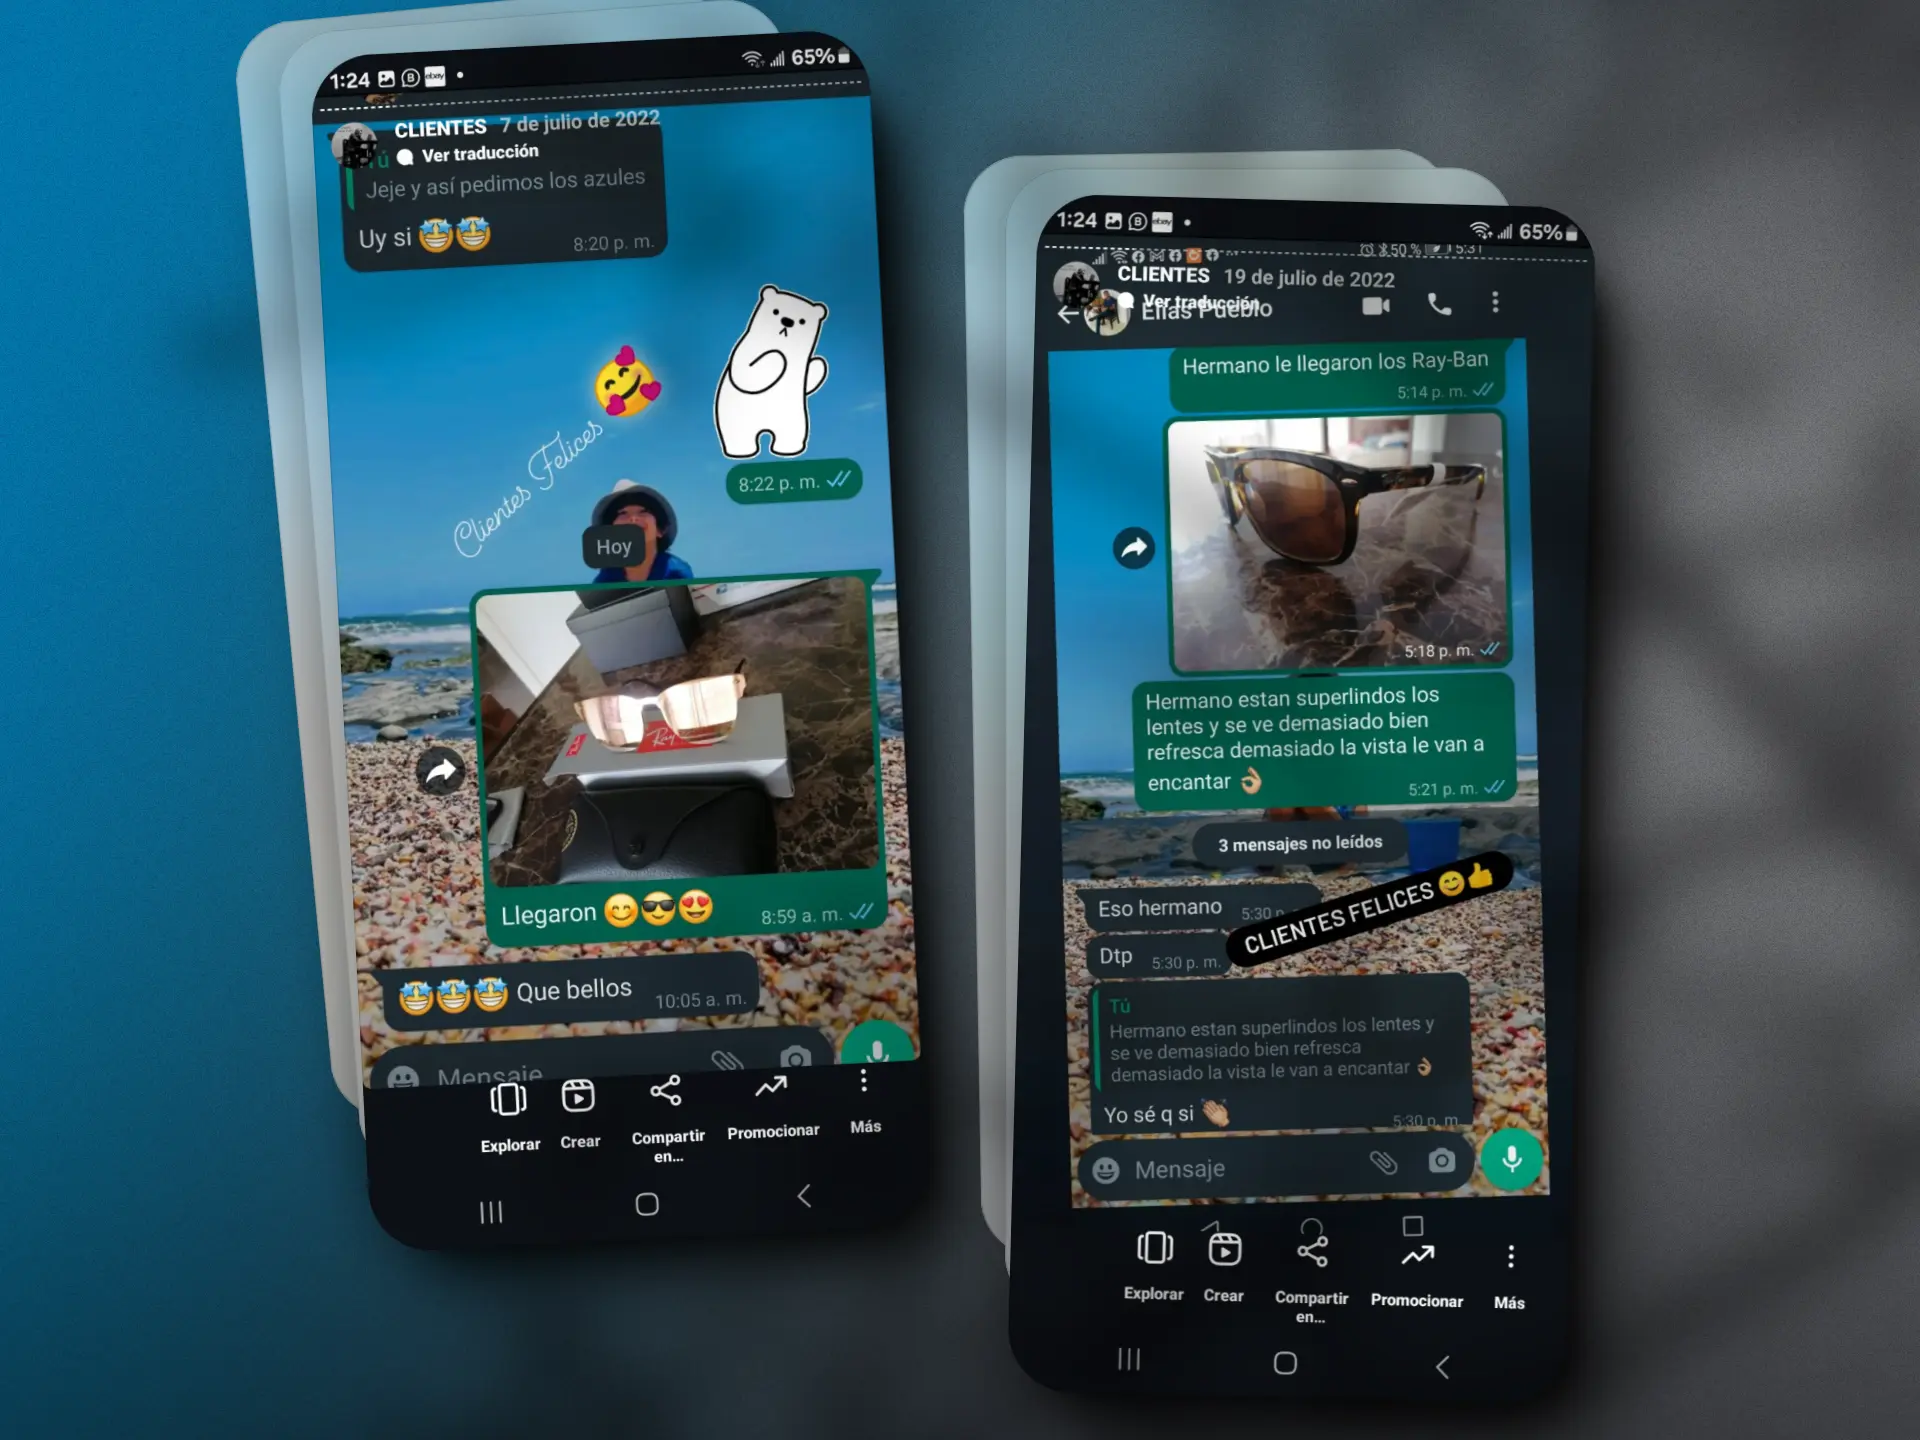 1:24
ebay
65%
CLIENTES 7 de julio de 2022
Ver traducción
Tú
Jeje y así pedimos los azules
Uy si 🤩🤩
8:20 p. m.
Clientes Felices
8:22 p. m.
Hoy
Ray
Llegaron 😊😎😍
8:59 a. m.
🤩🤩🤩 Que bellos
10:05 a. m.
Mensaje
Explorar
Crear
Compartir
en...
Promocionar
Más
1:24
ebay
65%
50 %
5:31
CLIENTES 19 de julio de 2022
Ver traducción
Elías Pueblo
Hermano le llegaron los Ray-Ban
5:14 p. m.
5:18 p. m.
Hermano estan superlindos los
lentes y se ve demasiado bien
refresca demasiado la vista le van a
encantar 👌🏼
5:21 p. m.
3 mensajes no leídos
CLIENTES FELICES 😊👍
Eso hermano
5:30 p
Dtp
5:30 p. m.
Tú
Hermano estan superlindos los lentes y
se ve demasiado bien refresca
demasiado la vista le van a encantar 👌🏼
Yo sé q si 👏🏼
5:30 p. m.
Mensaje
Explorar
Crear
Compartir
en...
Promocionar
Más